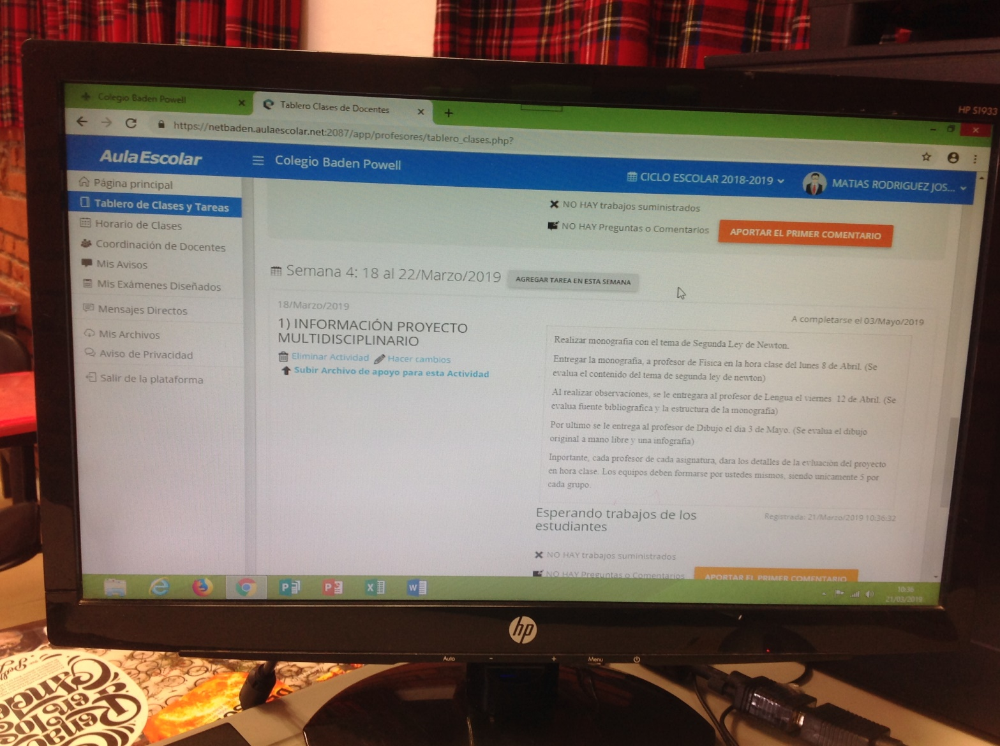 HP S1933
Colegio Baden Powell
Tablero Clases de Docentes
https://netbaden.aulaescolar.net:2087/app/profesores/tablero_clases.php?
AulaEscolar
Colegio Baden Powell
CICLO ESCOLAR 2018-2019
MATIAS RODRIGUEZ JOS...
Página principal
Tablero de Clases y Tareas
Horario de Clases
Coordinación de Docentes
Mis Avisos
Mis Exámenes Diseñados
Mensajes Directos
Mis Archivos
Aviso de Privacidad
Salir de la plataforma
NO HAY trabajos suministrados
NO HAY Preguntas o Comentarios
APORTAR EL PRIMER COMENTARIO
Semana 4: 18 al 22/Marzo/2019
AGREGAR TAREA EN ESTA SEMANA
18/Marzo/2019
1) INFORMACIÓN PROYECTO
MULTIDISCIPLINARIO
Eliminar Actividad
Hacer cambios
Subir Archivo de apoyo para esta Actividad
A completarse el 03/Mayo/2019
Realizar monografia con el tema de Segunda Ley de Newton.
Entregar la monografia, a profesor de Fisica en la hora clase del lunes 8 de Abril. (Se
evalua el contenido del tema de segunda ley de newton)
Al realizar observaciones, se le entregara al profesor de Lengua el viernes 12 de Abril. (Se
evalua fuente bibliografica y la estructura de la monografia)
Por ultimo se le entrega al profesor de Dibujo el dia 3 de Mayo. (Se evalua el dibujo
original a mano libre y una infografia)
Inportante, cada profesor de cada asignatura, dara los detalles de la evluación del proyecto
en hora clase. Los equipos deben formarse por ustedes mismos, siendo unicamente 5 por
cada grupo.
Esperando trabajos de los
estudiantes
Registrada: 21/Marzo/2019 10:36:32
NO HAY trabajos suministrados
NO HAY Preguntas o Comentarios
APORTAR EL PRIMER COMENTARIO
10:36
21/03/2019
hp
Auto
Menu